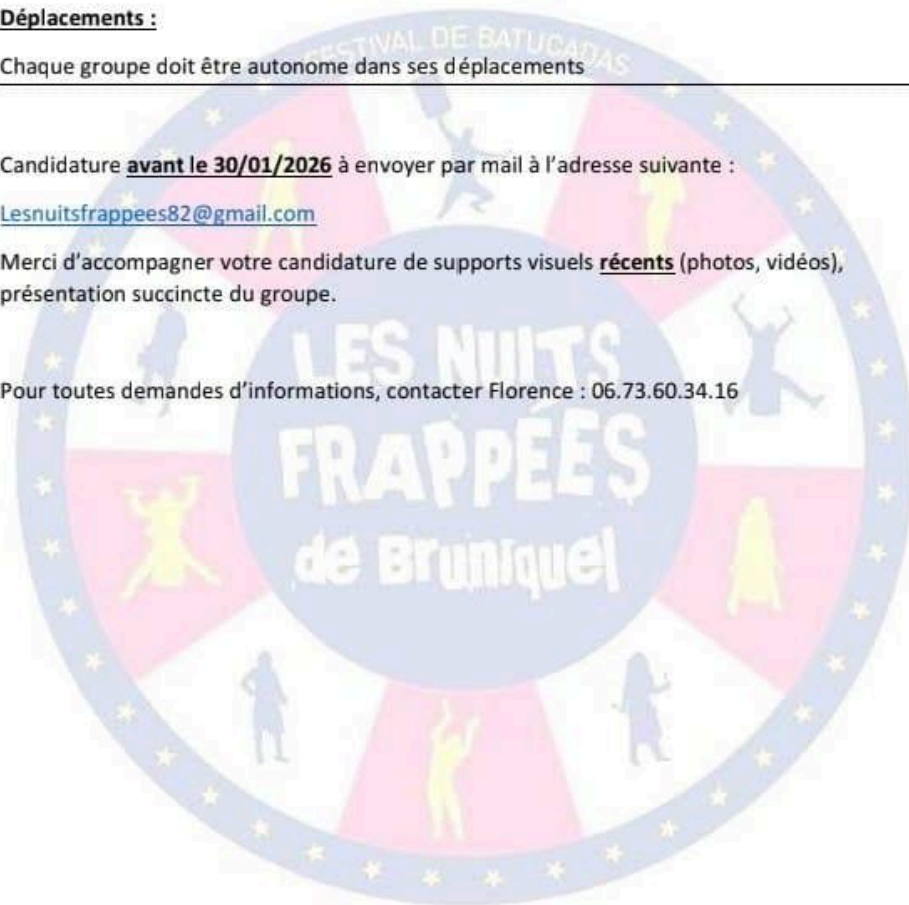 Déplacements :
Chaque groupe doit être autonome dans ses déplacements
Candidature avant le 30/01/2026 à envoyer par mail à l’adresse suivante :
Lesnuitsfrappees82@gmail.com
Merci d’accompagner votre candidature de supports visuels récents (photos, vidéos),
présentation succincte du groupe.
Pour toutes demandes d’informations, contacter Florence : 06.73.60.34.16
FESTIVAL DE BATUCADAS
LES NUITS
FRAPPÉES
de Bruniquel